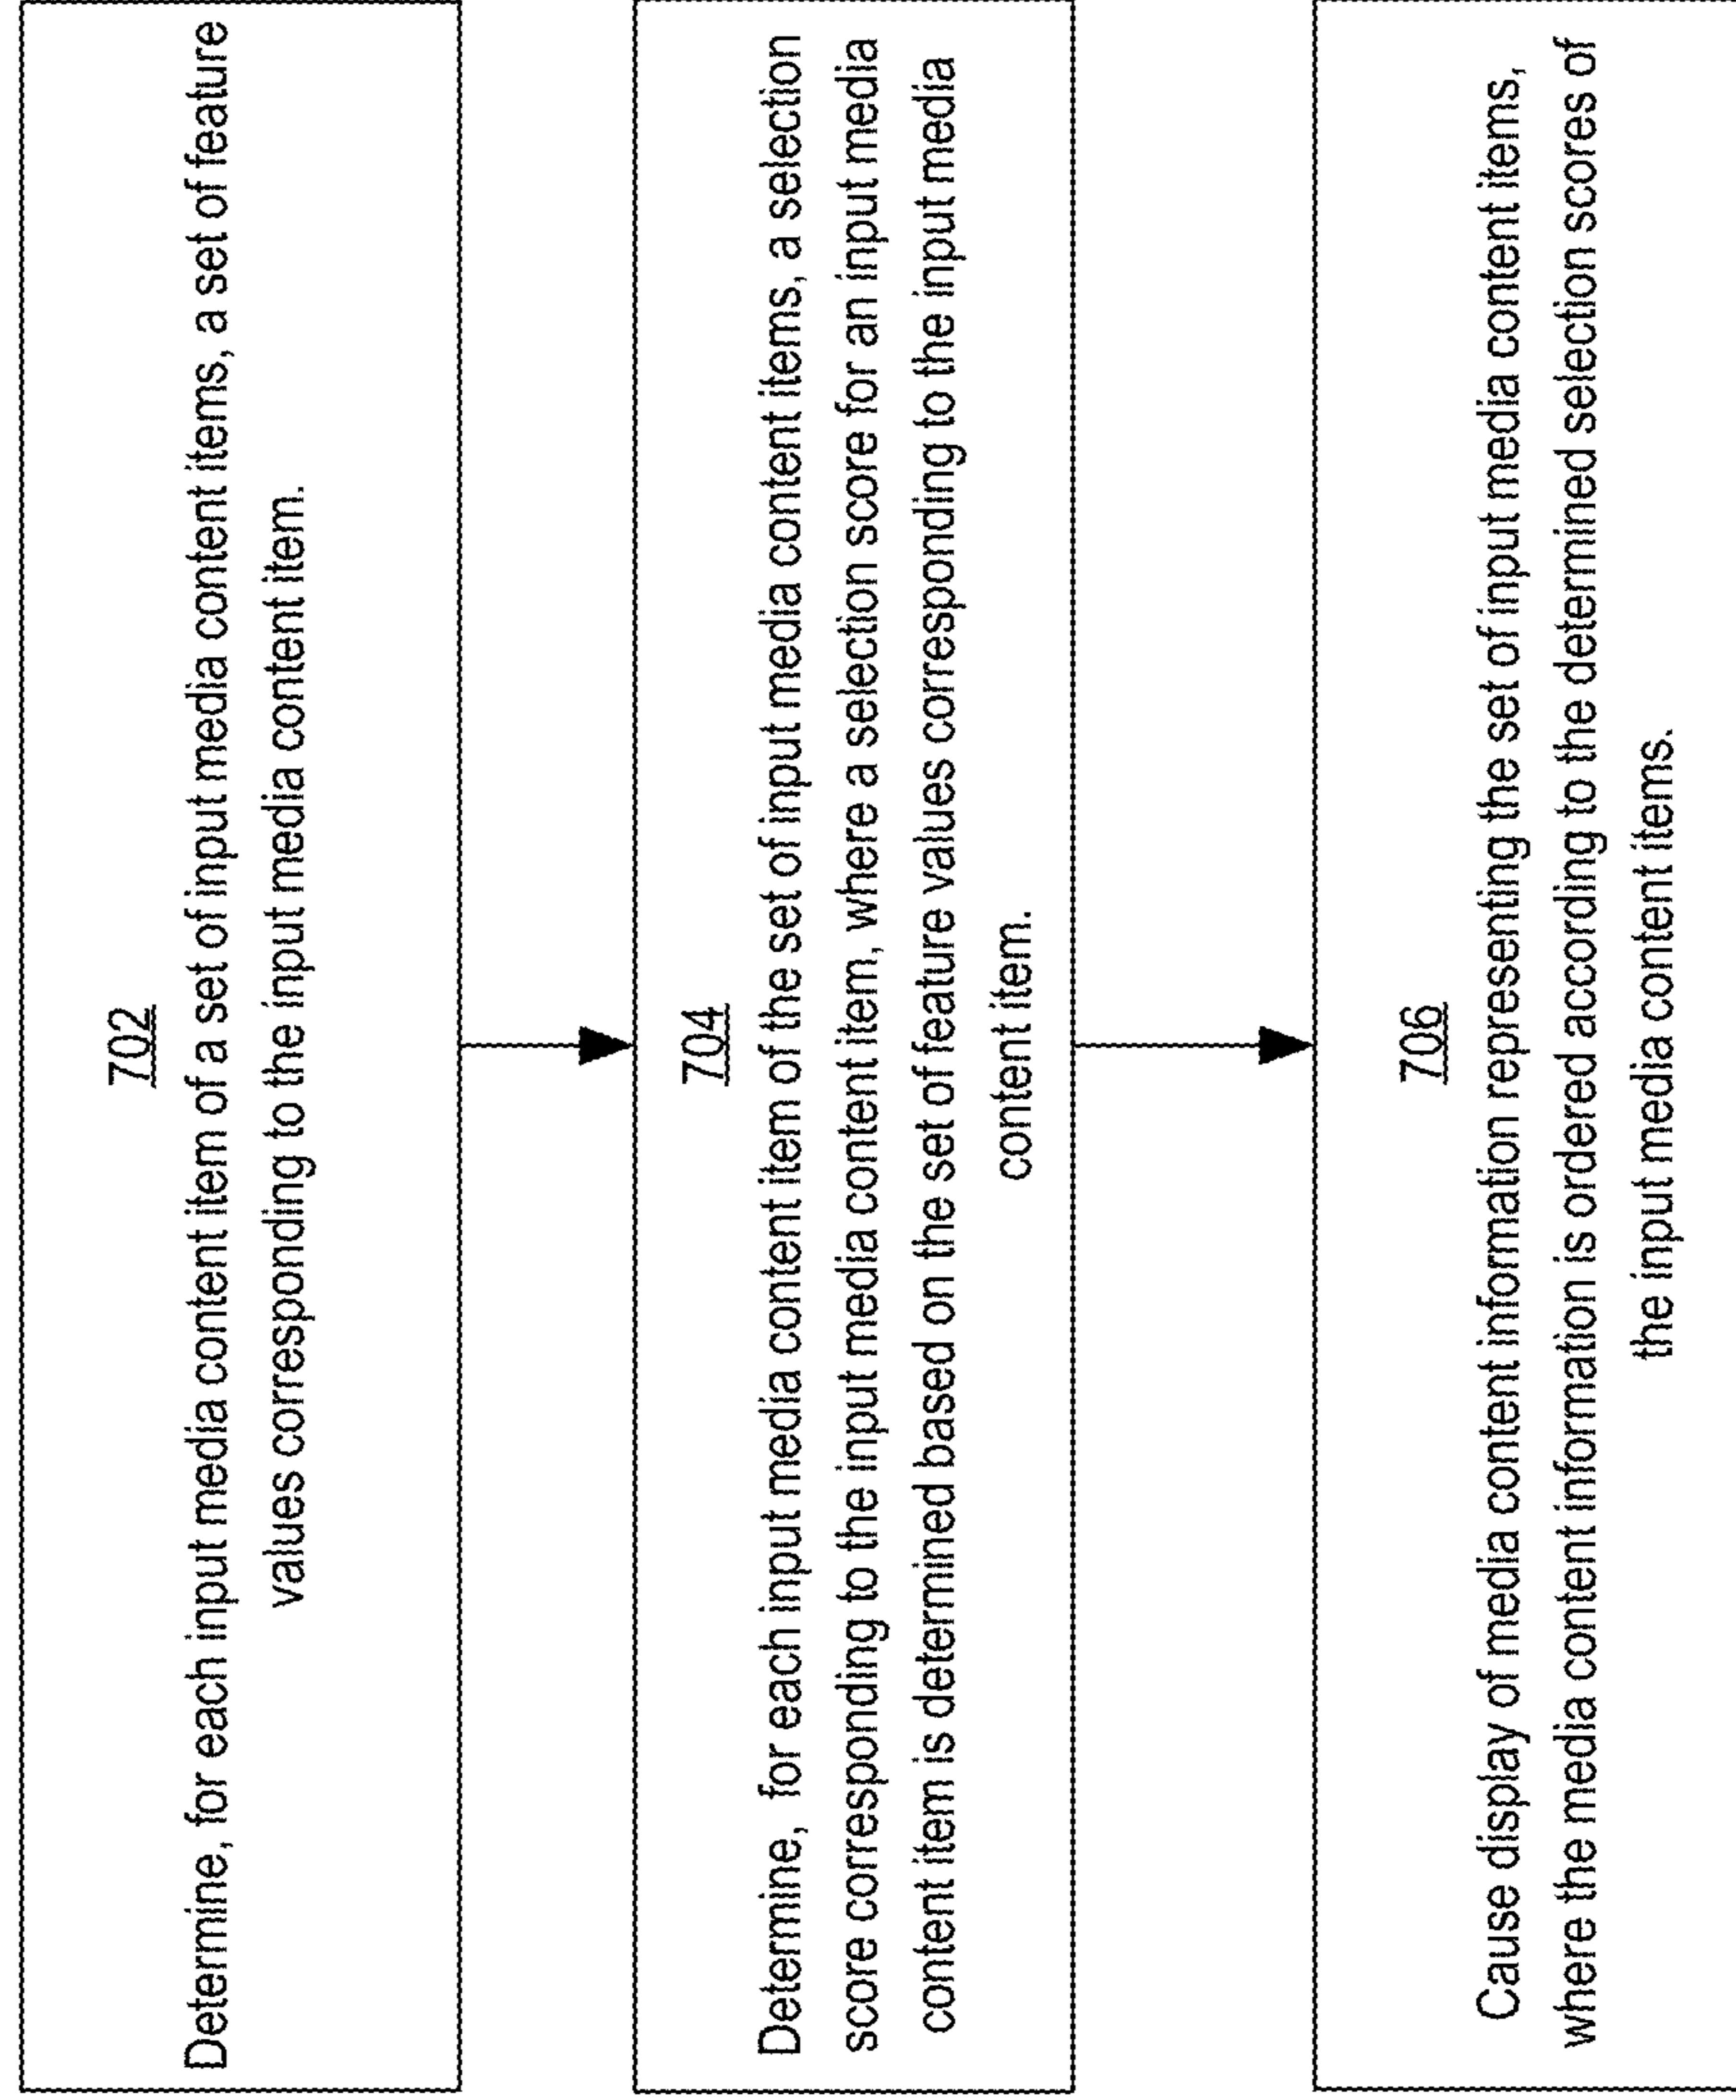 702
Determine, for each input media content item of a set of input media content items, a set of feature
values corresponding to the input media content item.
704
Determine, for each input media content item of the set of input media content items, a selection
score corresponding to the input media content item, where a selection score for an input media
content item is determined based on the set of feature values corresponding to the input media
content item.
706
Cause display of media content information representing the set of input media content items,
where the media content information is ordered according to the determined selection scores of
the input media content items.